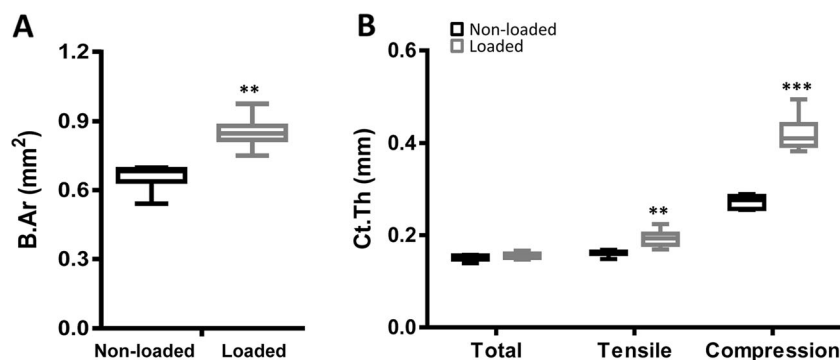 A
B.Ar (mm²)
1.2
0.9
0.6
0.3
0.0
**
Non-loaded Loaded
B
Non-loaded
Loaded
Ct.Th (mm)
0.6
0.4
0.2
0.0
**
***
Total Tensile Compression